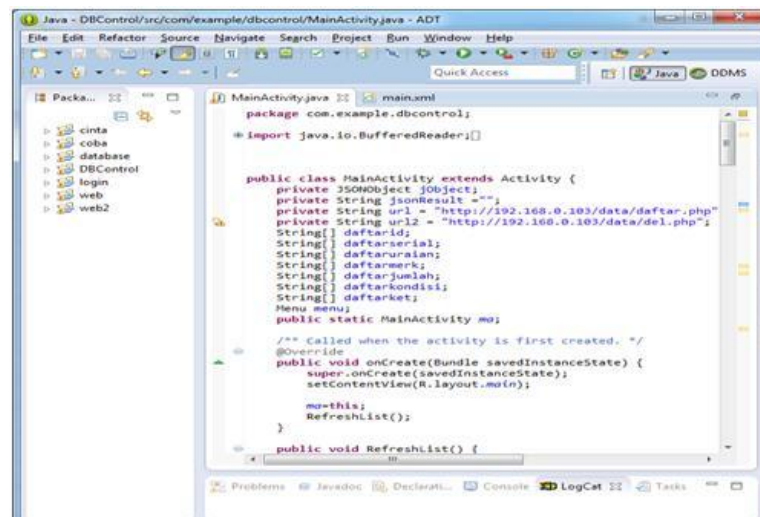 Java - DBControl/src/com/example/dbcontrol/MainActivity.java - ADT
File Edit Refactor Source Navigate Search Project Run Window Help
Quick Access
Java
DDMS
Packa...
MainActivity.java
main.xml
cinta
coba
database
DBControl
login
web
web2
package com.example.dbcontrol;
import java.io.BufferedReader;
public class MainActivity extends Activity {
private JSONObject jObject;
private String jsonResult ="";
private String url = "http://192.168.0.103/data/daftar.php"
private String url2 = "http://192.168.0.103/data/del.php";
String[] daftarid;
String[] daftarserial;
String[] daftaruraian;
String[] daftarmerk;
String[] daftarjumlah;
String[] daftarkondisi;
String[] daftarket;
Menu menu;
public static MainActivity ma;
/** Called when the activity is first created. */
@Override
public void onCreate(Bundle savedInstanceState) {
super.onCreate(savedInstanceState);
setContentView(R.layout.main);
ma=this;
RefreshList();
}
public void RefreshList() {
Problems
Javadoc
Declarati...
Console
LogCat
Tasks